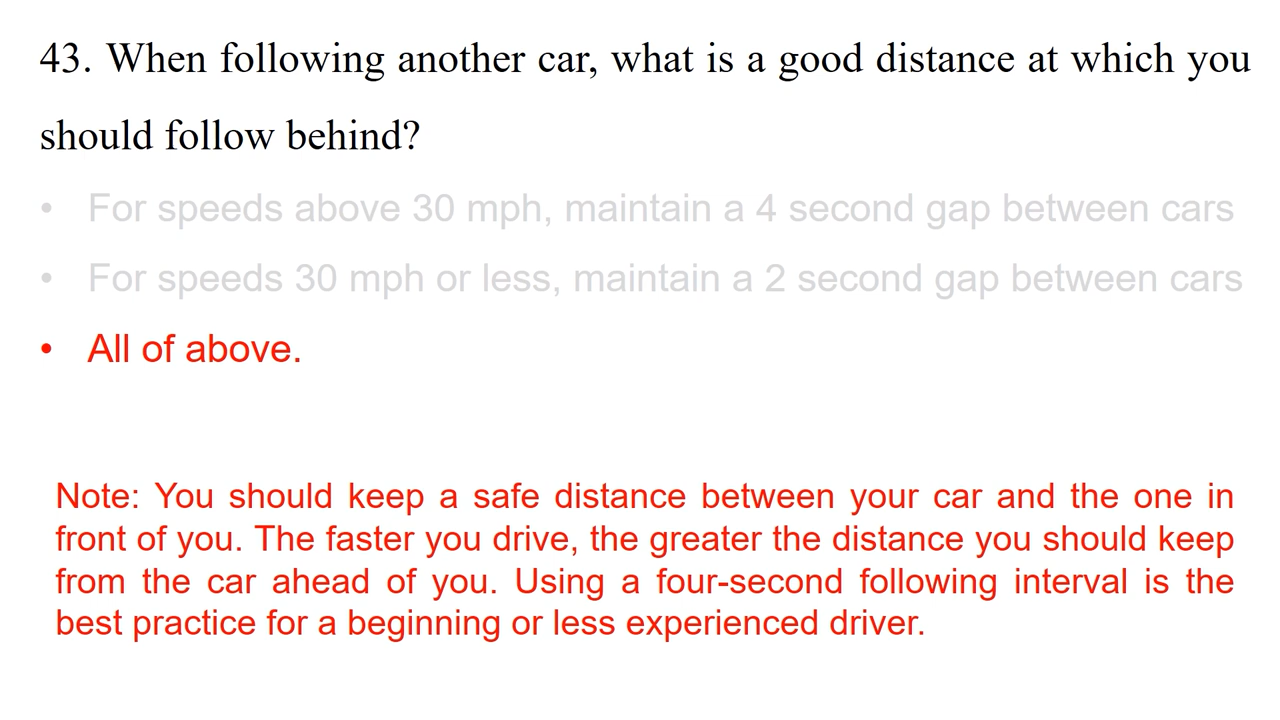 43. When following another car, what is a good distance at which you
should follow behind?
• For speeds above 30 mph, maintain a 4 second gap between cars
• For speeds 30 mph or less, maintain a 2 second gap between cars
• All of above.
Note: You should keep a safe distance between your car and the one in
front of you. The faster you drive, the greater the distance you should keep
from the car ahead of you. Using a four-second following interval is the
best practice for a beginning or less experienced driver.